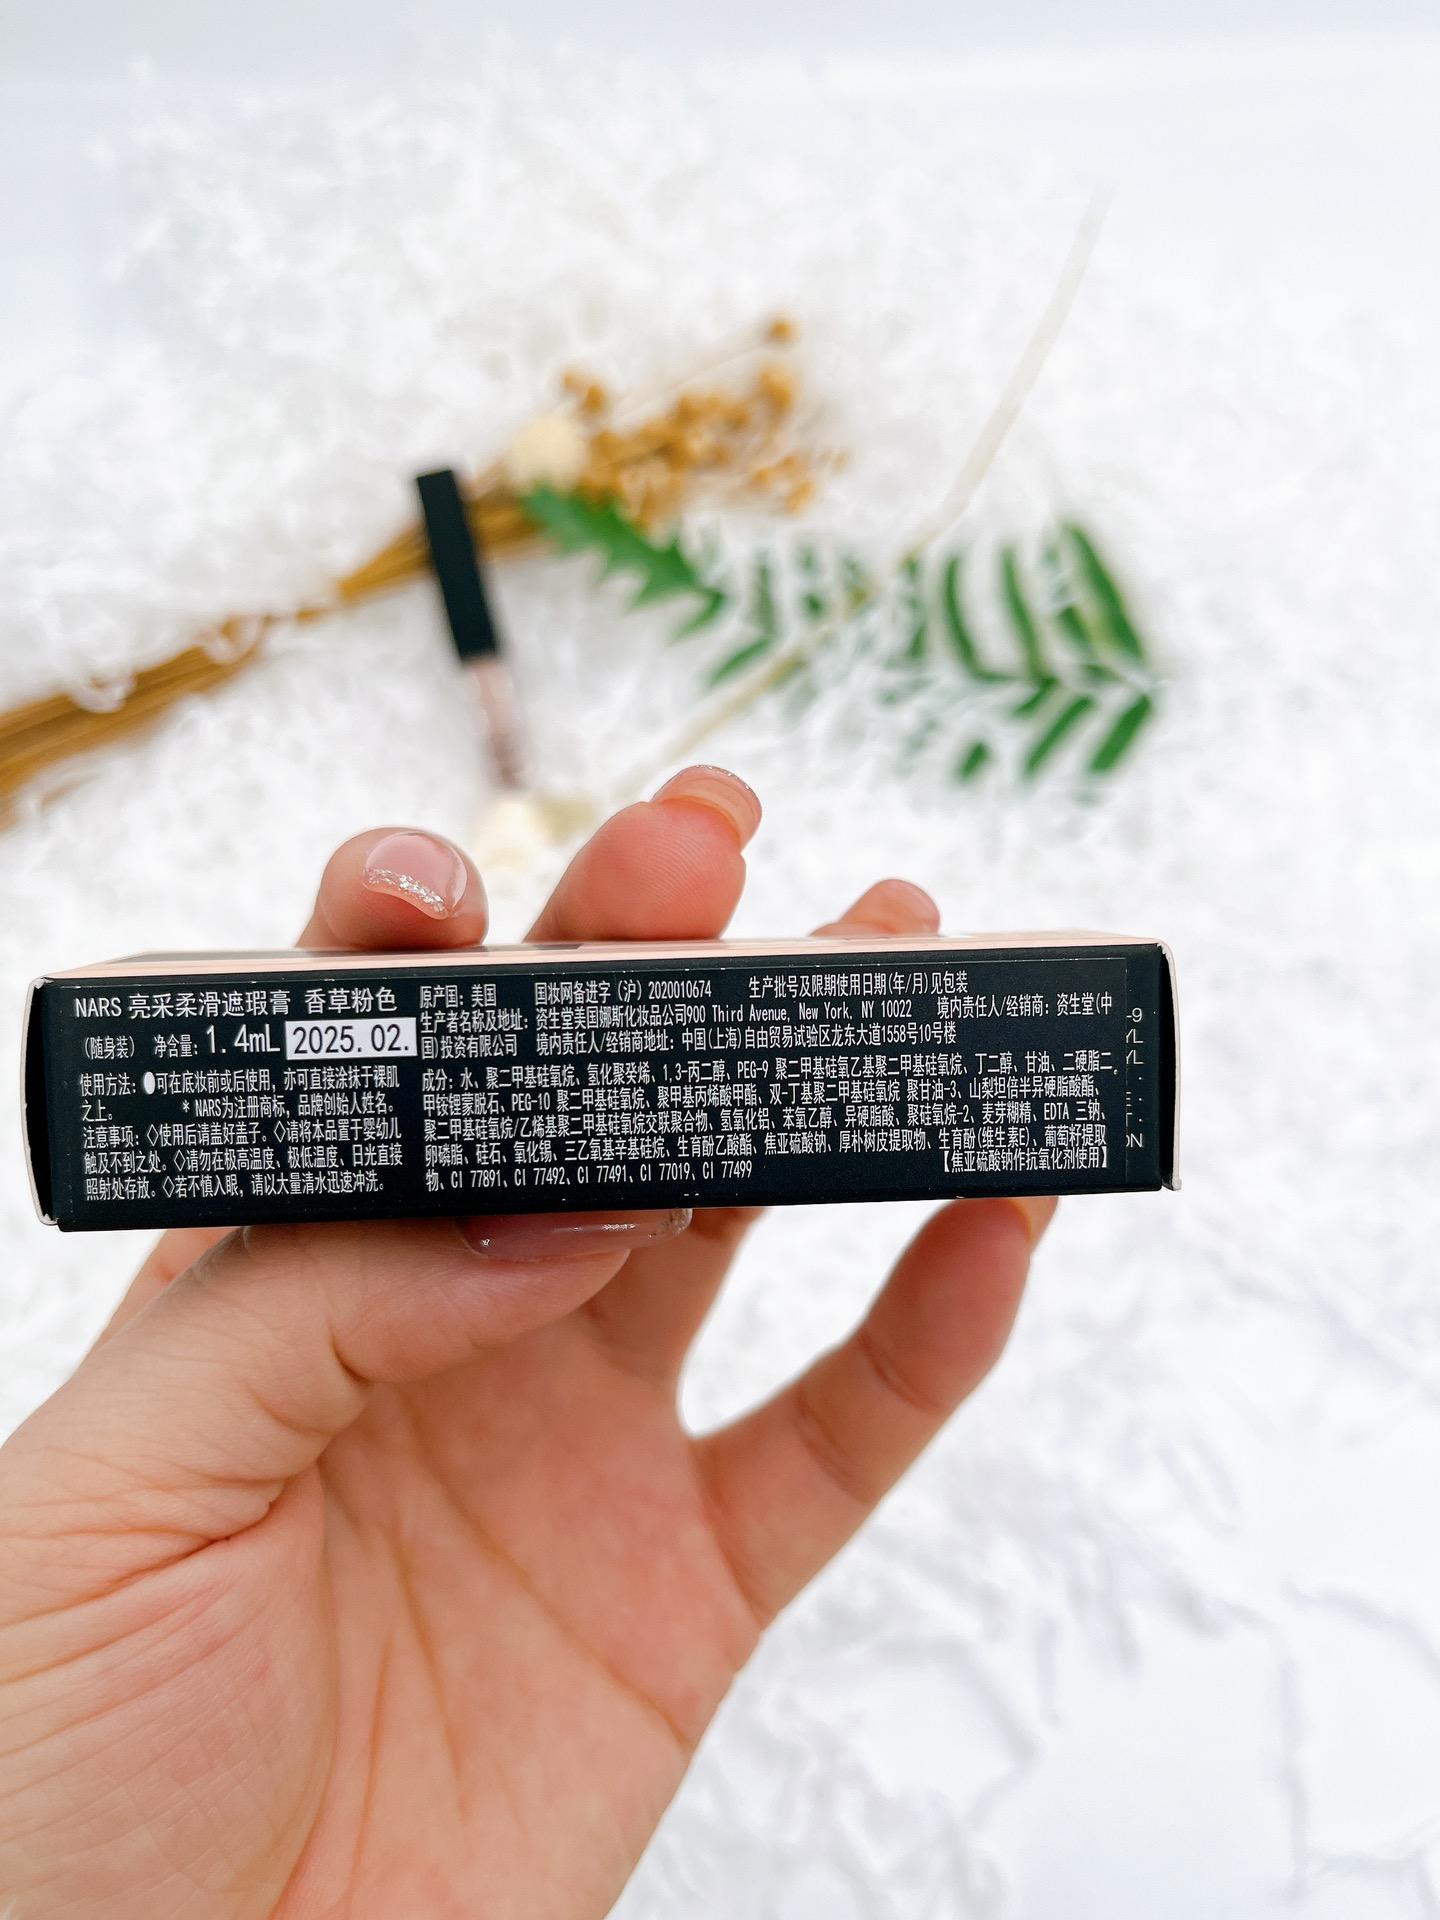 NARS 亮采柔滑遮瑕膏 香草粉色
(随身装) 净含量: 1.4mL 2025.02.
使用方法: ●可在底妆前或后使用, 亦可直接涂抹于裸肌
之上。 * NARS为注册商标, 品牌创始人姓名。
注意事项: ◇使用后请盖好盖子。◇请将本品置于婴幼儿
触及不到之处。◇请勿在极高温度、极低温度、日光直接
照射处存放。◇若不慎入眼, 请以大量清水迅速冲洗。
原产国: 美国 国妆网备进字 (沪) 2020010674 生产批号及限期使用日期(年/月)见包装
生产者名称及地址: 资生堂美国娜斯化妆品公司900 Third Avenue, New York, NY 10022 境内责任人/经销商: 资生堂(中
国)投资有限公司 境内责任人/经销商地址: 中国(上海)自由贸易试验区龙东大道1558号10号楼
成分: 水、聚二甲基硅氧烷、氢化聚癸烯、1,3-丙二醇、PEG-9 聚二甲基硅氧乙基聚二甲基硅氧烷、丁二醇、甘油、二硬脂二
甲铵锂蒙脱石、PEG-10 聚二甲基硅氧烷、聚甲基丙烯酸甲酯、双-丁基聚二甲基硅氧烷 聚甘油-3、山梨坦倍半异硬脂酸酯、
聚二甲基硅氧烷/乙烯基聚二甲基硅氧烷交联聚合物、氢氧化铝、苯氧乙醇、异硬脂酸、聚硅氧烷-2、麦芽糊精、EDTA 三钠、
卵磷脂、硅石、氧化锡、三乙氧基辛基硅烷、生育酚乙酸酯、焦亚硫酸钠、厚朴树皮提取物、生育酚(维生素E)、葡萄籽提取
物、CI 77891、CI 77492、CI 77491、CI 77019、CI 77499 【焦亚硫酸钠作抗氧化剂使用】